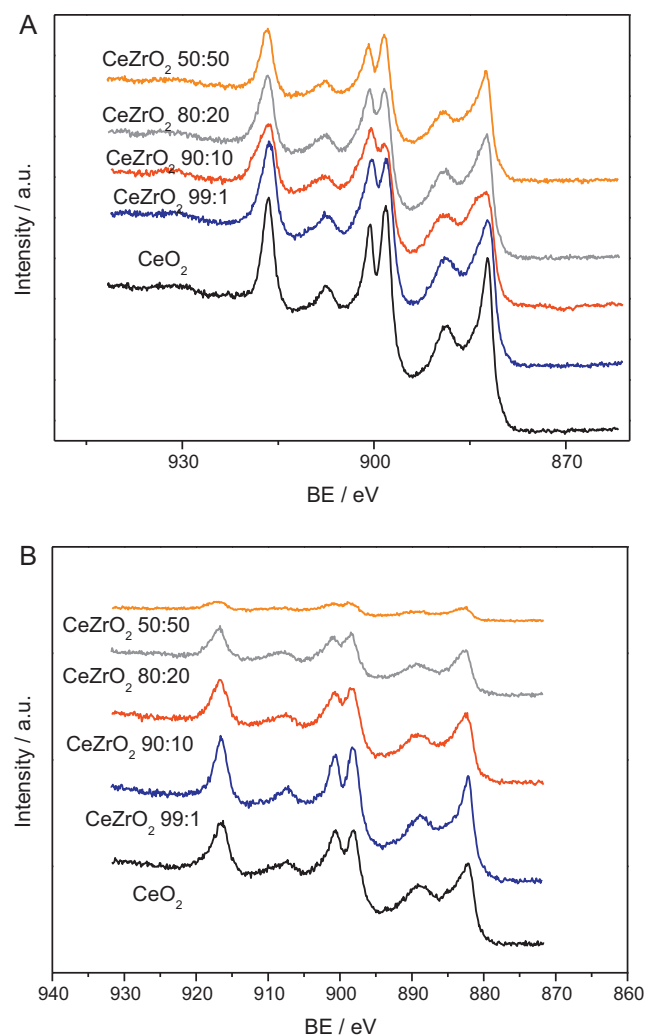 A
CeZrO₂ 50:50
CeZrO₂ 80:20
CeZrO₂ 90:10
CeZrO₂ 99:1
CeO₂
Intensity / a.u.
930 900 870
BE / eV
B
CeZrO₂ 50:50
CeZrO₂ 80:20
CeZrO₂ 90:10
CeZrO₂ 99:1
CeO₂
Intensity / a.u.
940 930 920 910 900 890 880 870 860
BE / eV